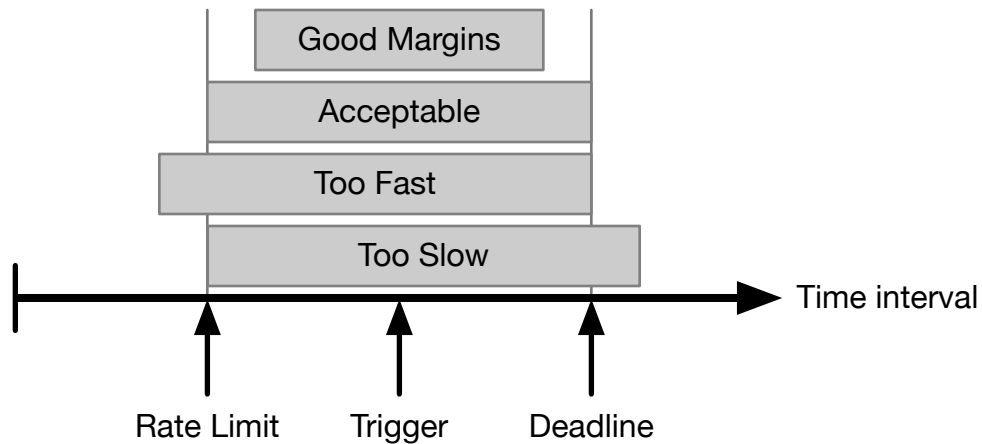 Good Margins
Acceptable
Too Fast
Too Slow
Time interval
Rate Limit
Trigger
Deadline